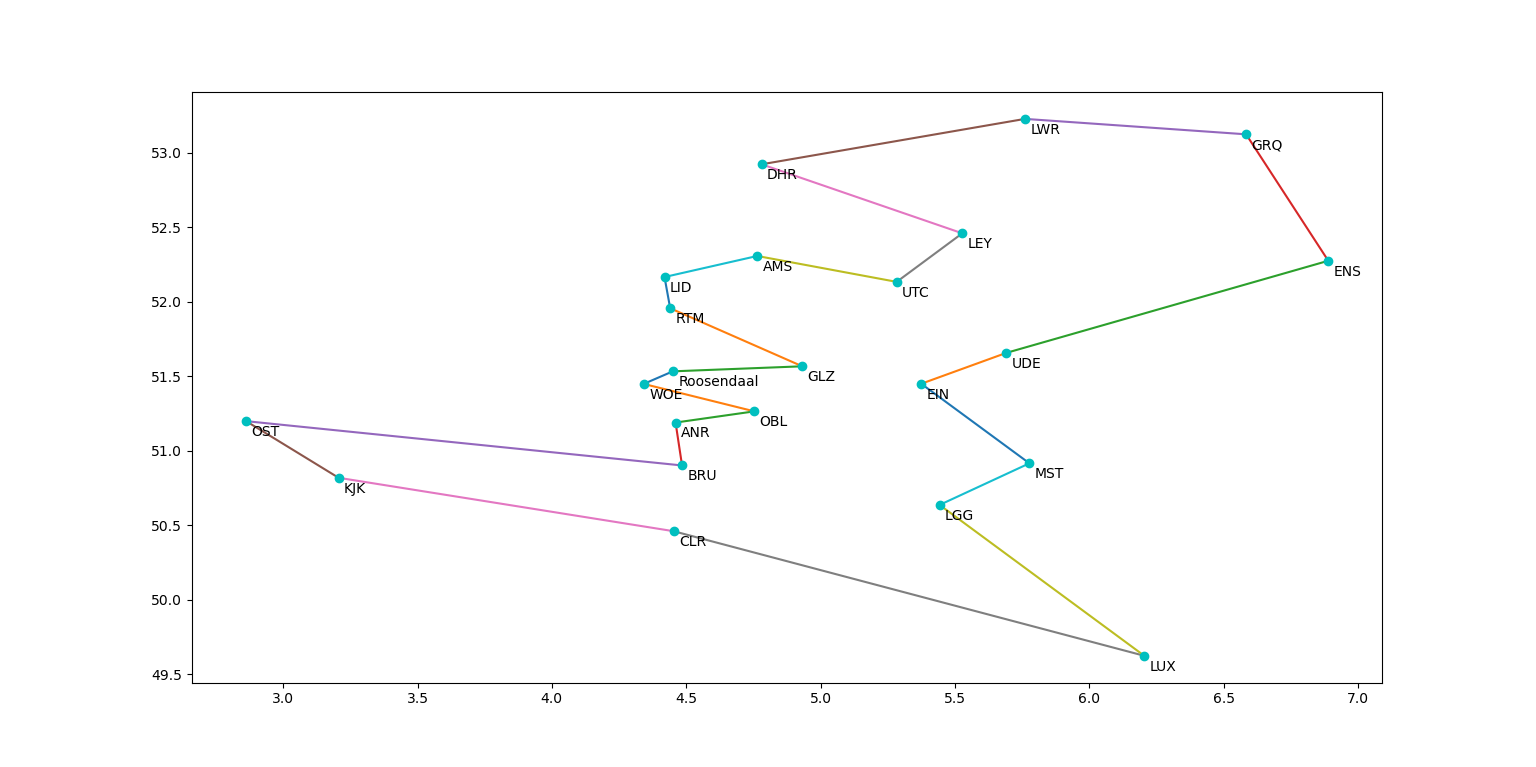 LWR
GRQ
53.0
DHR
52.5
LEY
AMS
ENS
LID
UTC
52.0
RTM
UDE
51.5
GLZ
Roosendaal
WOE
EIN
OBL
OST
ANR
51.0
BRU
MST
KJK
50.5
LGG
CLR
50.0
LUX
49.5
3.0 3.5 4.0 4.5 5.0 5.5 6.0 6.5 7.0